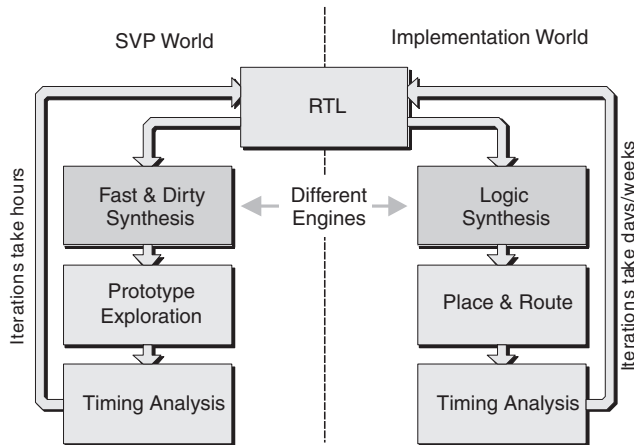 SVP World
Implementation World
RTL
Fast & Dirty
Synthesis
Different
Engines
Logic
Synthesis
Prototype
Exploration
Place & Route
Timing Analysis
Timing Analysis
Iterations take hours
Iterations take days/weeks